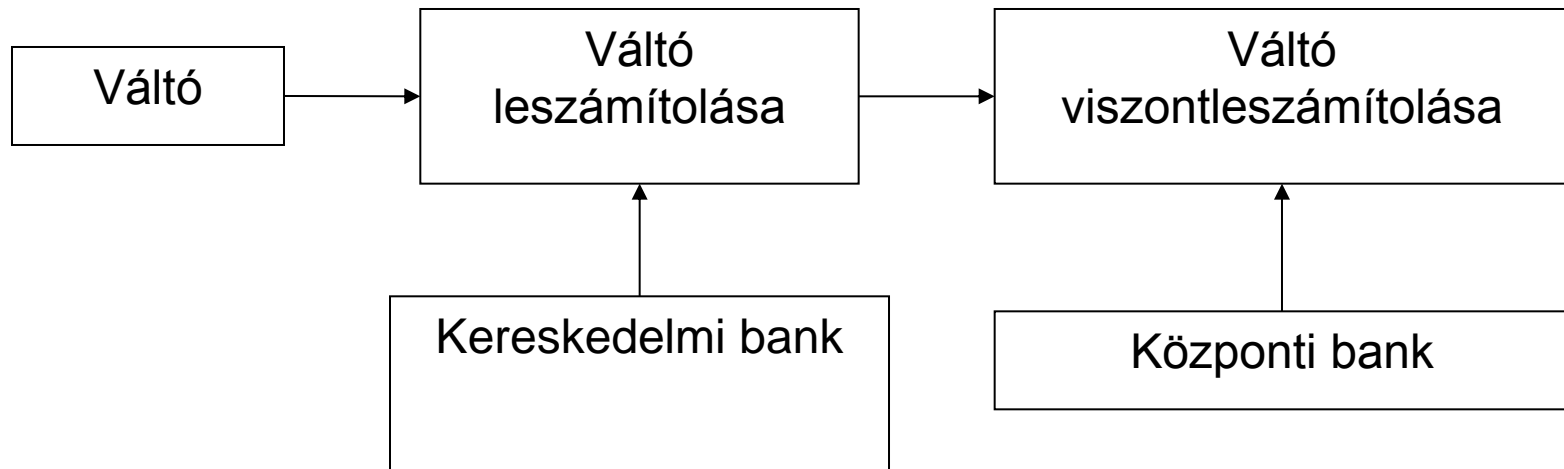 Váltó
Váltó
leszámítolása
Váltó
viszontleszámítolása
Kereskedelmi bank
Központi bank